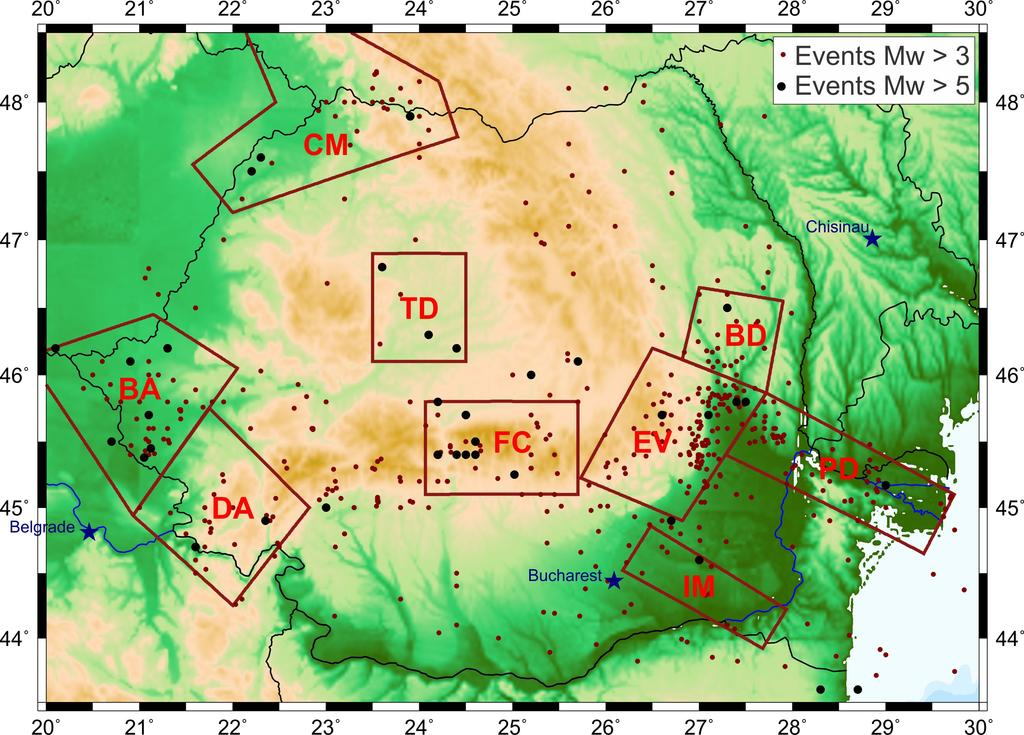 20° 21° 22° 23° 24° 25° 26° 27° 28° 29° 30°
Events Mw > 3
Events Mw > 5
48° 48°
CM
Chisinau
47° 47°
TD
BD
46° 46°
BA
FC
EV
PD
45° 45°
DA
Belgrade
Bucharest
IM
44° 44°
20° 21° 22° 23° 24° 25° 26° 27° 28° 29° 30°